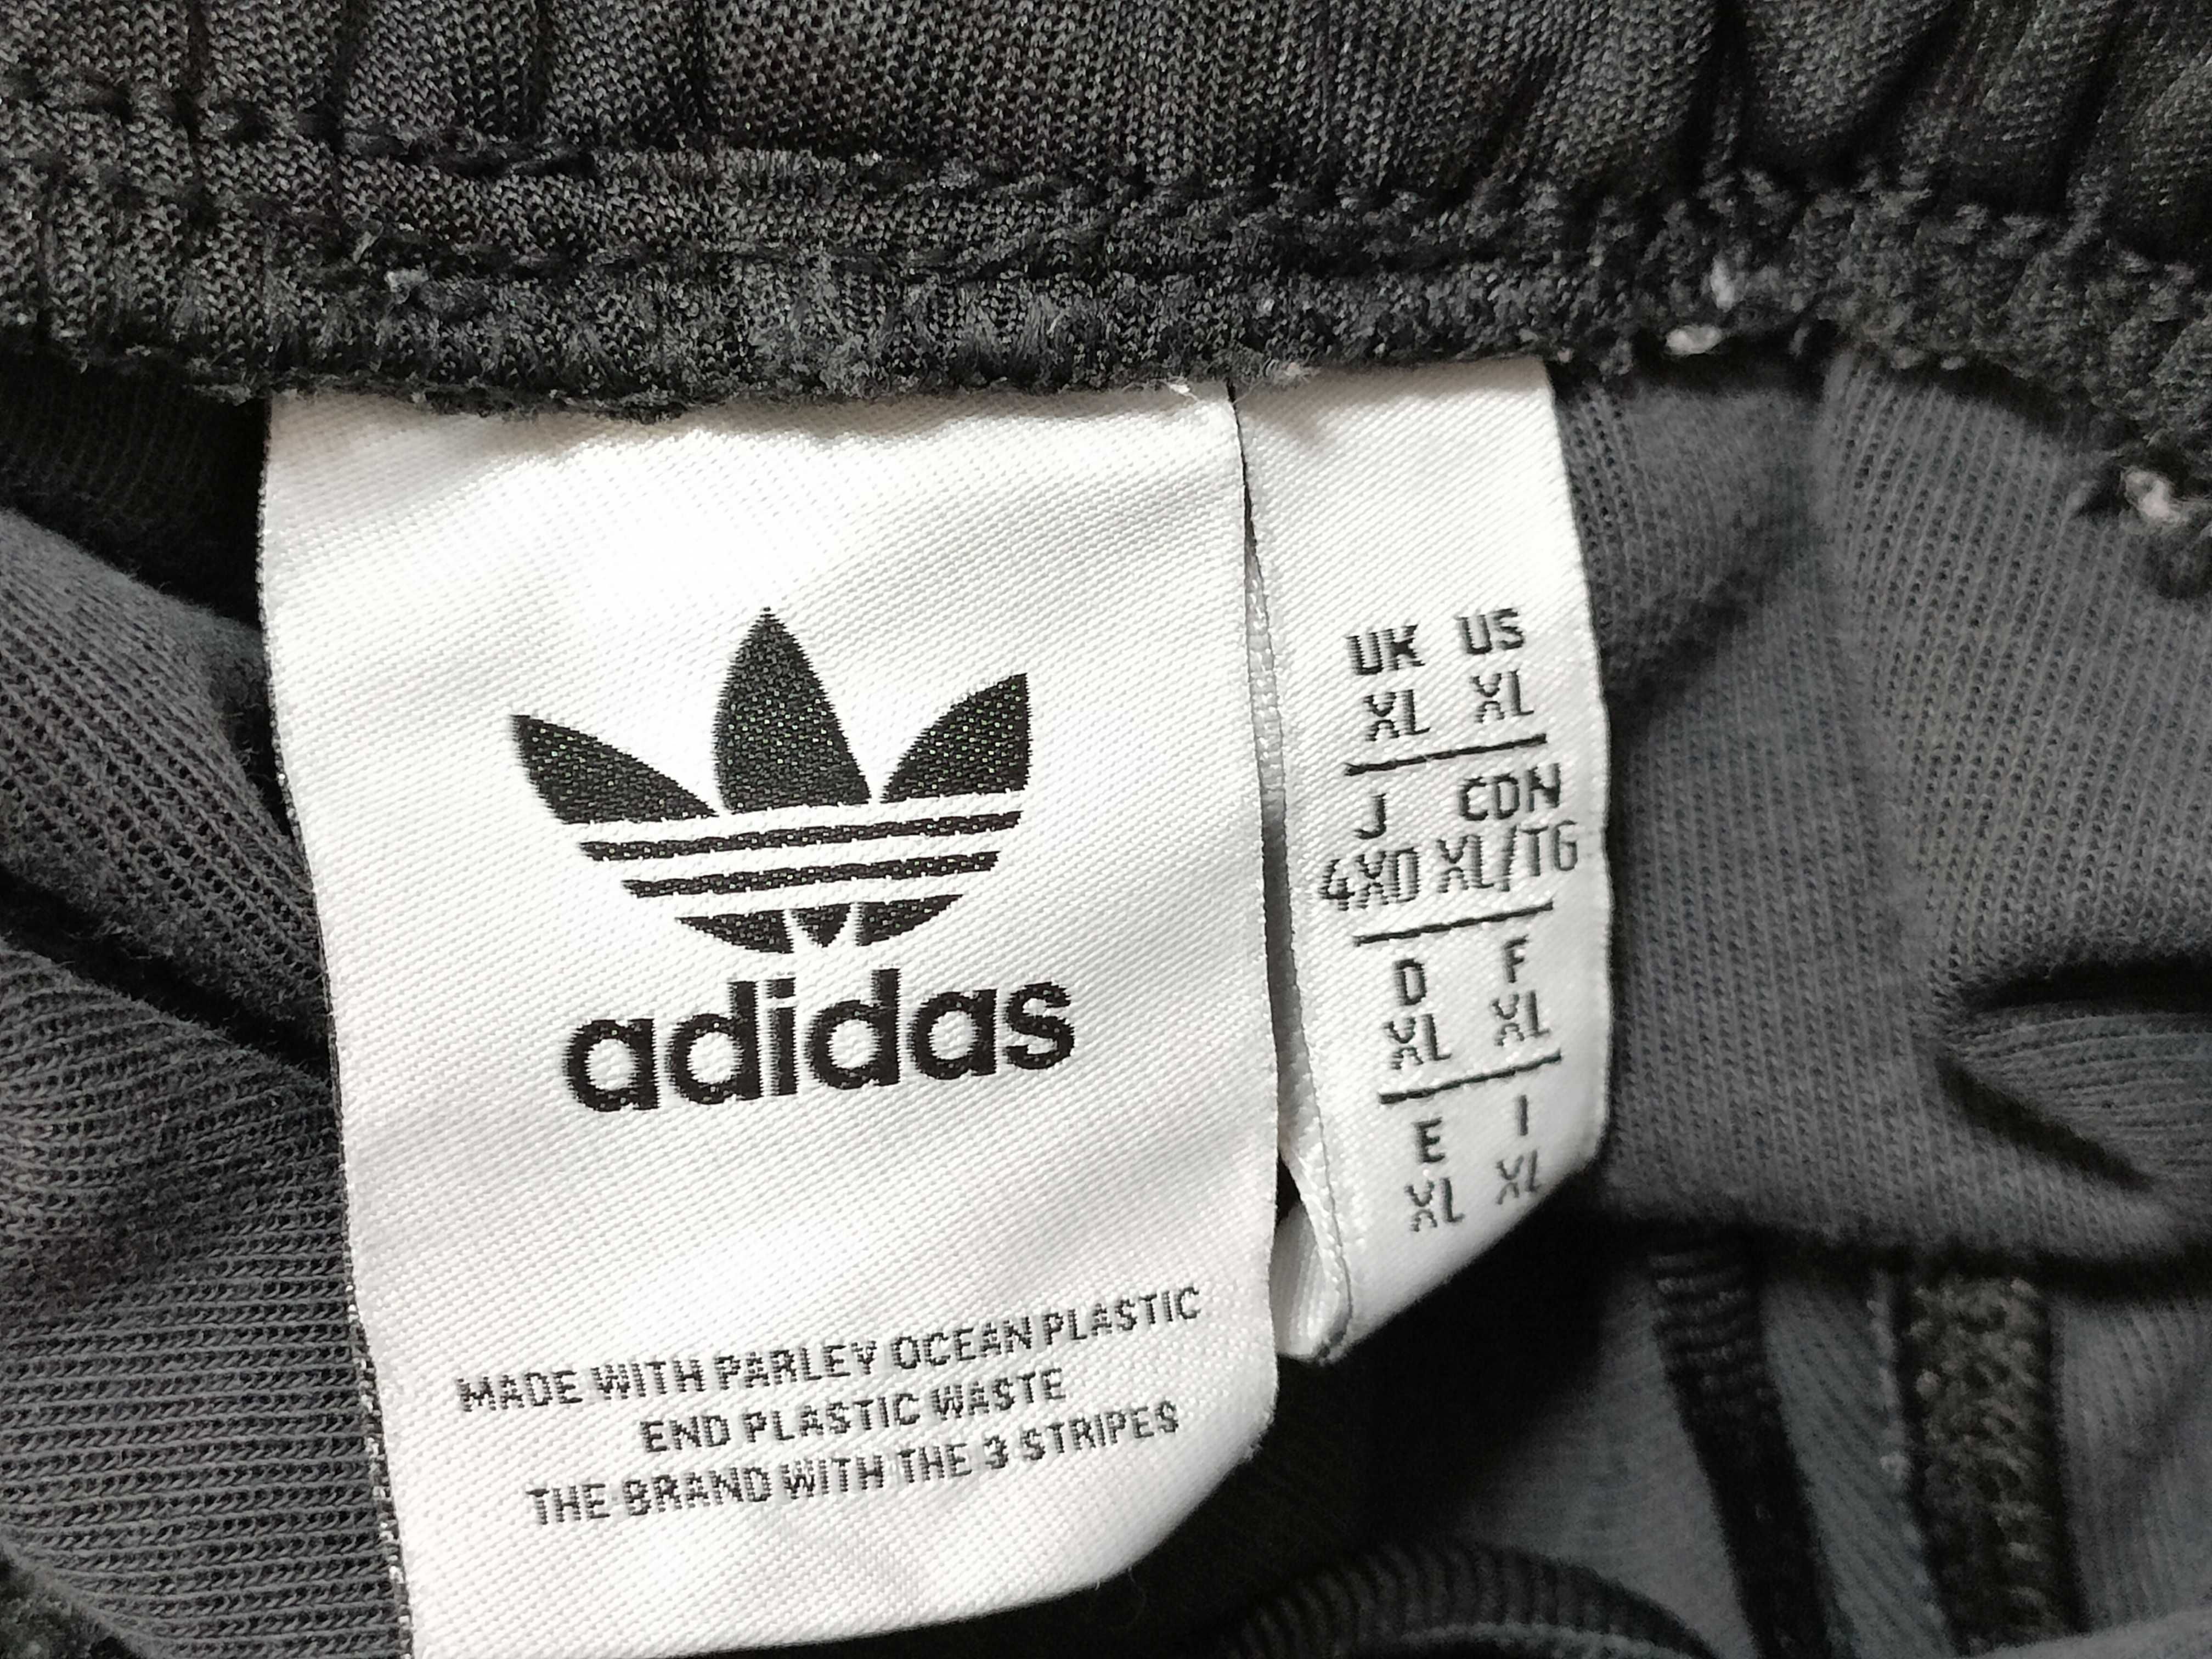 adidas
MADE WITH PARLEY OCEAN PLASTIC
END PLASTIC WASTE
THE BRAND WITH THE 3 STRIPES
UK US
XL XL
J CDN
4XO XL/TG
D F
XL XL
E I
XL XL